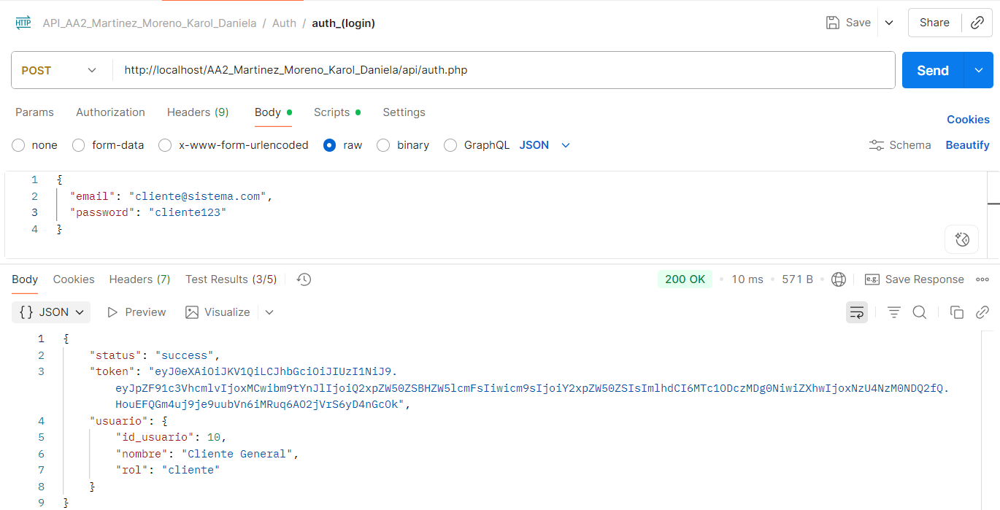 HTTP API_AA2_Martinez_Moreno_Karol_Daniela / Auth / auth_(login) Save Share
POST http://localhost/AA2_Martinez_Moreno_Karol_Daniela/api/auth.php Send
Params Authorization Headers (9) Body Scripts Settings Cookies
none form-data x-www-form-urlencoded raw binary GraphQL JSON Schema Beautify
1 {
2 "email": "cliente@sistema.com",
3 "password": "cliente123"
4 }
Body Cookies Headers (7) Test Results (3/5) 200 OK 10 ms 571 B e.g. Save Response
{} JSON Preview Visualize
1 {
2 "status": "success",
3 "token": "eyJ0eXAiOiJKV1QiLCJhbGciOiJIUzI1NiJ9.
eyJpZF91c3VhcmlvIjoxMCwibm9tYnJlIjoiQ2xpZW50ZSBHZW5lcmFsIiwicm9sIjoiY2xpZW50ZSIsImlhdCI6MTc1ODczMDg0NiwiZXhwIjoxNzU4NzM0NDQ2fQ.
HouEFQGm4uj9je9uubVn6iMRuq6AO2jVrS6yD4nGcOk",
4 "usuario": {
5 "id_usuario": 10,
6 "nombre": "Cliente General",
7 "rol": "cliente"
8 }
9 }